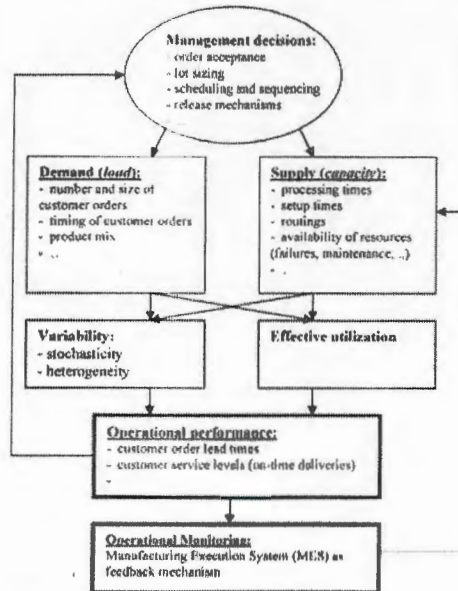 Management decisions:
- order acceptance
- lot sizing
- scheduling and sequencing
- release mechanisms
Demand (load):
- number and size of
customer orders
- timing of customer orders
- product mix
- ...
Supply (capacity):
- processing times
- setup times
- routings
- availability of resources
(failures, maintenance, ..)
- ...
Variability:
- stochasticity
- heterogeneity
Effective utilization
Operational performance:
- customer order lead times
- customer service levels (on-time deliveries)
-
Operational Monitoring:
Manufacturing Execution System (MES) as
feedback mechanism